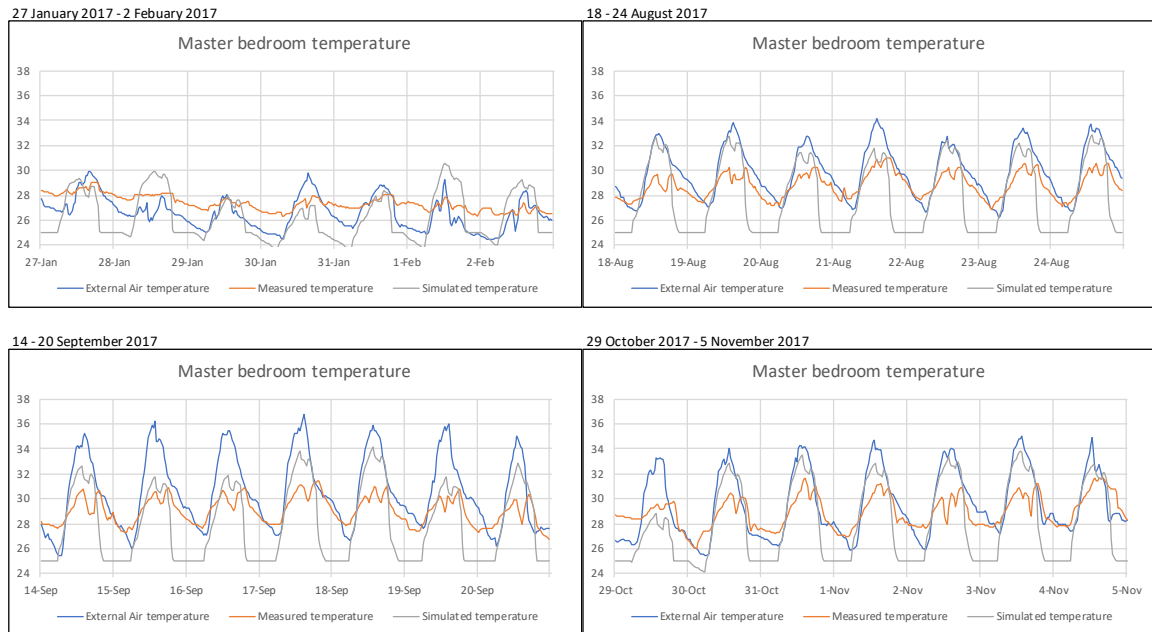 27 January 2017 - 2 Febuary 2017
Master bedroom temperature
38
36
34
32
30
28
26
24
27-Jan 28-Jan 29-Jan 30-Jan 31-Jan 1-Feb 2-Feb
External Air temperature Measured temperature Simulated temperature
18 - 24 August 2017
Master bedroom temperature
38
36
34
32
30
28
26
24
18-Aug 19-Aug 20-Aug 21-Aug 22-Aug 23-Aug 24-Aug
External Air temperature Measured temperature Simulated temperature
14 - 20 September 2017
Master bedroom temperature
38
36
34
32
30
28
26
24
14-Sep 15-Sep 16-Sep 17-Sep 18-Sep 19-Sep 20-Sep
External Air temperature Measured temperature Simulated temperature
29 October 2017 - 5 November 2017
Master bedroom temperature
38
36
34
32
30
28
26
24
29-Oct 30-Oct 31-Oct 1-Nov 2-Nov 3-Nov 4-Nov 5-Nov
External Air temperature Measured temperature Simulated temperature